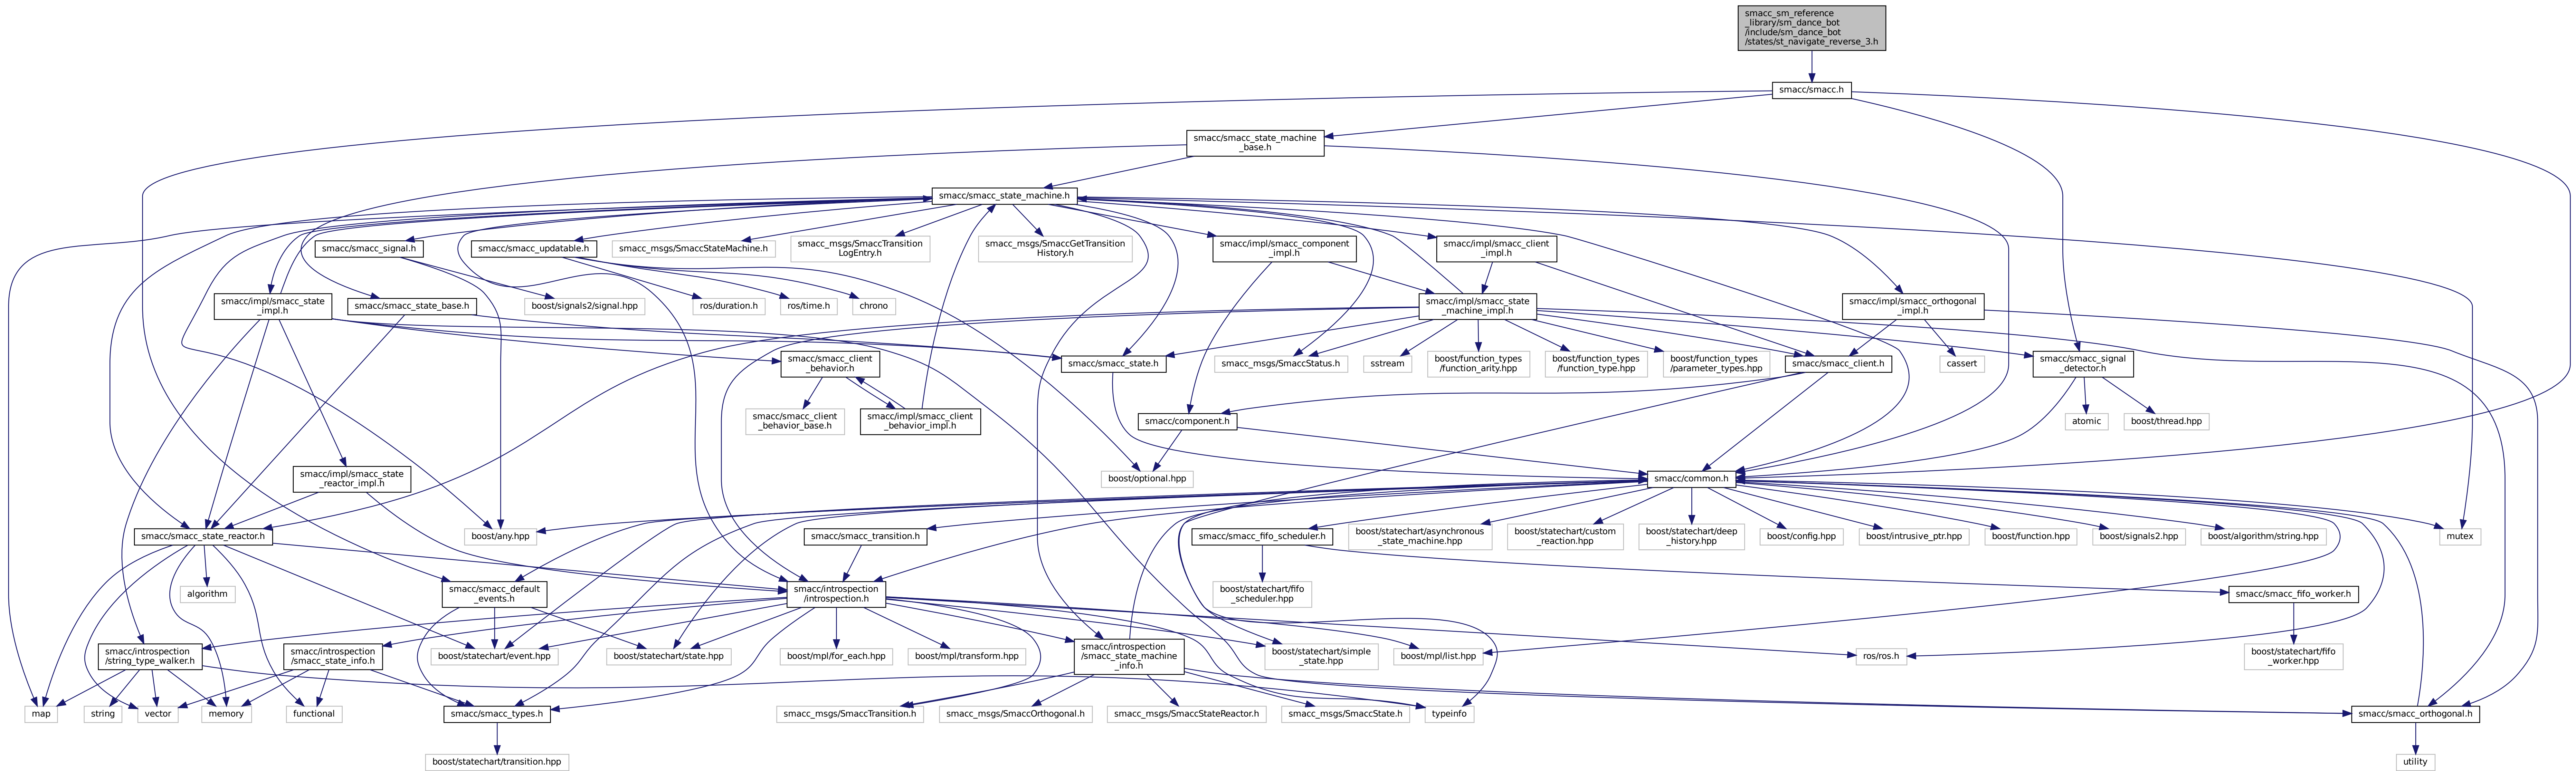 smacc_sm_reference
_library/sm_dance_bot
/include/sm_dance_bot
/states/st_navigate_reverse_3.h
smacc/smacc.h
smacc/smacc_state_machine
_base.h
smacc/smacc_state_machine.h
smacc/smacc_signal.h
smacc/smacc_updatable.h
smacc_msgs/SmaccStateMachine.h
smacc_msgs/SmaccTransition
LogEntry.h
smacc_msgs/SmaccGetTransition
History.h
smacc/impl/smacc_component
_impl.h
smacc/impl/smacc_client
_impl.h
smacc/impl/smacc_state
_impl.h
smacc/smacc_state_base.h
boost/signals2/signal.hpp
ros/duration.h
ros/time.h
chrono
smacc/impl/smacc_state
_machine_impl.h
smacc/impl/smacc_orthogonal
_impl.h
smacc/smacc_client
_behavior.h
smacc/smacc_state.h
smacc_msgs/SmaccStatus.h
sstream
boost/function_types
/function_arity.hpp
boost/function_types
/function_type.hpp
boost/function_types
/parameter_types.hpp
smacc/smacc_client.h
cassert
smacc/smacc_signal
_detector.h
smacc/smacc_client
_behavior_base.h
smacc/impl/smacc_client
_behavior_impl.h
smacc/component.h
atomic
boost/thread.hpp
smacc/impl/smacc_state
_reactor_impl.h
boost/optional.hpp
smacc/common.h
smacc/smacc_state_reactor.h
boost/any.hpp
smacc/smacc_transition.h
smacc/smacc_fifo_scheduler.h
boost/statechart/asynchronous
_state_machine.hpp
boost/statechart/custom
_reaction.hpp
boost/statechart/deep
_history.hpp
boost/config.hpp
boost/intrusive_ptr.hpp
boost/function.hpp
boost/signals2.hpp
boost/algorithm/string.hpp
mutex
algorithm
smacc/smacc_default
_events.h
smacc/introspection
/introspection.h
boost/statechart/fifo
_scheduler.hpp
smacc/smacc_fifo_worker.h
smacc/introspection
/string_type_walker.h
smacc/introspection
/smacc_state_info.h
boost/statechart/event.hpp
boost/statechart/state.hpp
boost/mpl/for_each.hpp
boost/mpl/transform.hpp
smacc/introspection
/smacc_state_machine
_info.h
boost/statechart/simple
_state.hpp
boost/mpl/list.hpp
ros/ros.h
boost/statechart/fifo
_worker.hpp
map
string
vector
memory
functional
smacc/smacc_types.h
smacc_msgs/SmaccTransition.h
smacc_msgs/SmaccOrthogonal.h
smacc_msgs/SmaccStateReactor.h
smacc_msgs/SmaccState.h
typeinfo
smacc/smacc_orthogonal.h
boost/statechart/transition.hpp
utility